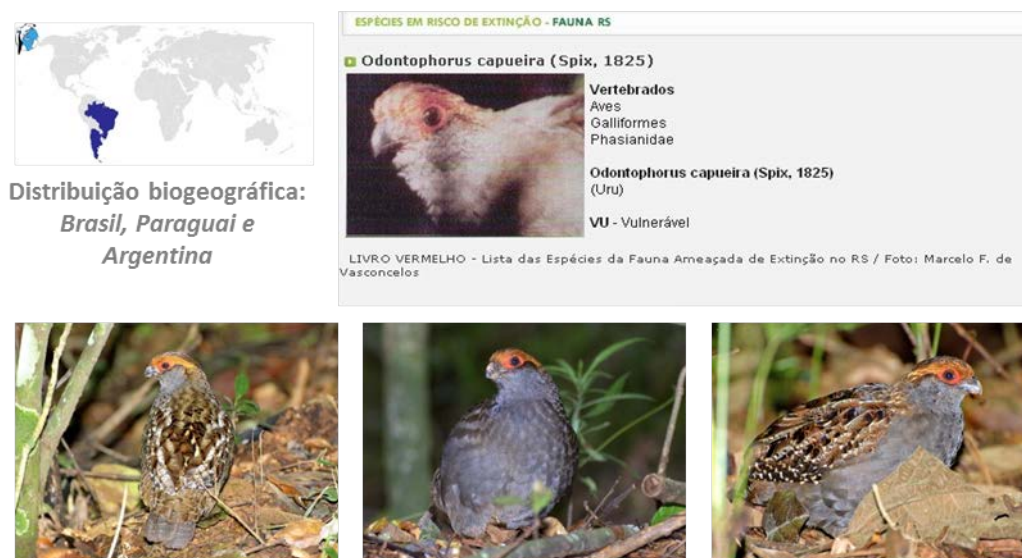 Distribuição biogeográfica:
Brasil, Paraguai e
Argentina
ESPÉCIES EM RISCO DE EXTINÇÃO - FAUNA RS
Odontophorus capueira (Spix, 1825)
Vertebrados
Aves
Galliformes
Phasianidae
Odontophorus capueira (Spix, 1825)
(Uru)
VU - Vulnerável
LIVRO VERMELHO - Lista das Espécies da Fauna Ameaçada de Extinção no RS / Foto: Marcelo F. de
Vasconcelos